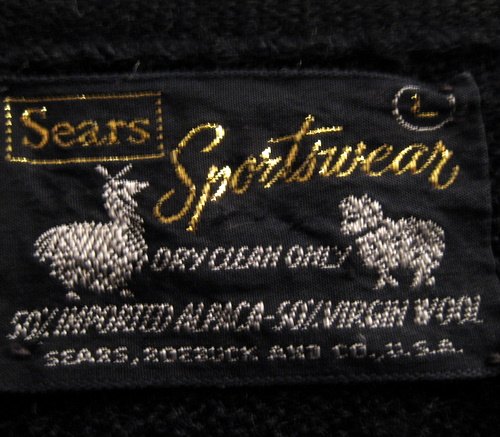 Sears
L
Sportswear
DRY CLEAN ONLY
50% IMPORTED ALPACA-50% VIRGIN WOOL
SEARS, ROEBUCK AND CO., U.S.A.